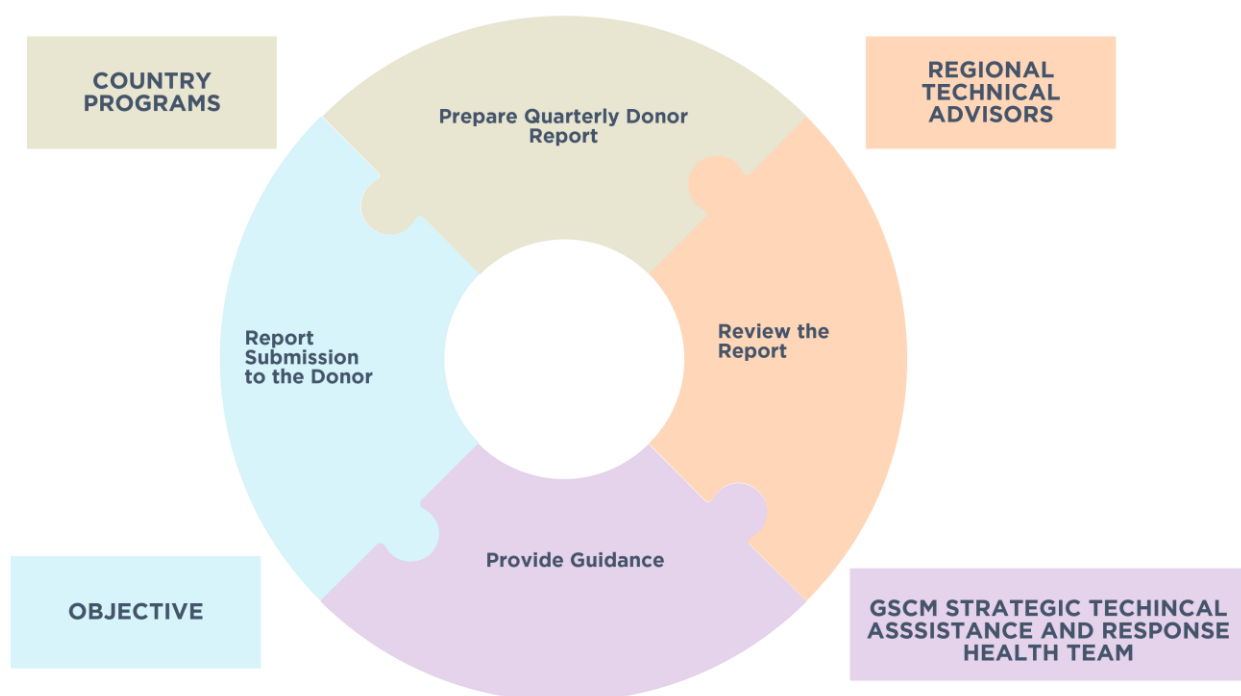 COUNTRY
PROGRAMS
REGIONAL
TECHNICAL
ADVISORS
Prepare Quarterly Donor
Report
Report
Submission
to the Donor
Review the
Report
Provide Guidance
OBJECTIVE
GSCM STRATEGIC TECHINCAL
ASSSISTANCE AND RESPONSE
HEALTH TEAM